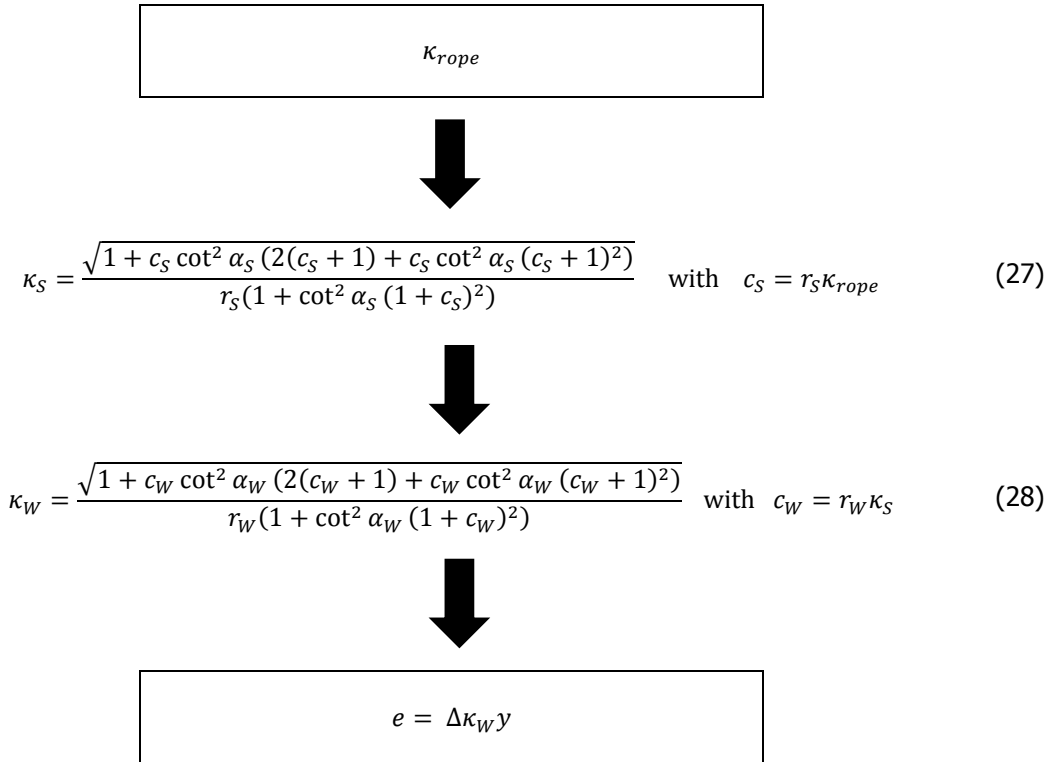 κ_rope
κ_S = √(1 + c_S cot² α_S (2(c_S + 1) + c_S cot² α_S (c_S + 1)²)) / r_S(1 + cot² α_S (1 + c_S)²) with c_S = r_S κ_rope (27)
κ_W = √(1 + c_W cot² α_W (2(c_W + 1) + c_W cot² α_W (c_W + 1)²)) / r_W(1 + cot² α_W (1 + c_W)²) with c_W = r_W κ_S (28)
e = Δκ_W y